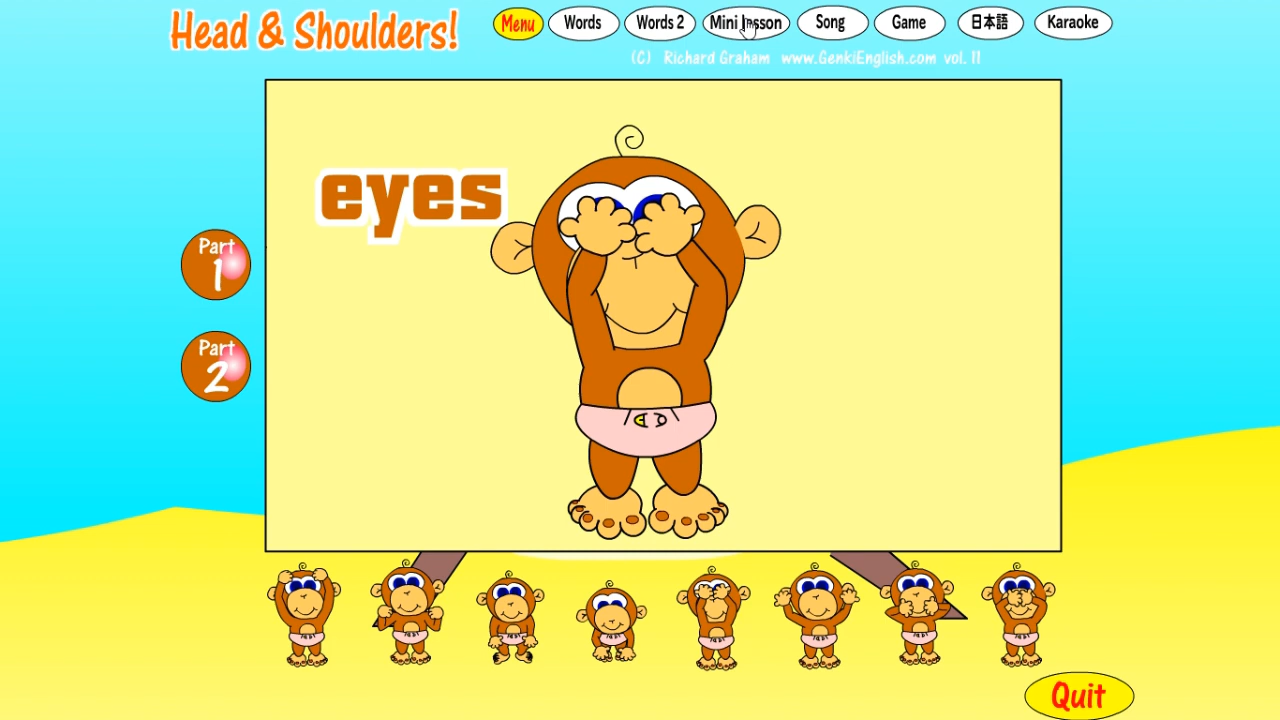 Head & Shoulders!
Menu
Words
Words 2
Mini lesson
Song
Game
日本語
Karaoke
(C) Richard Graham www.GenkiEnglish.com vol. 11
eyes
Part
1
Part
2
Quit